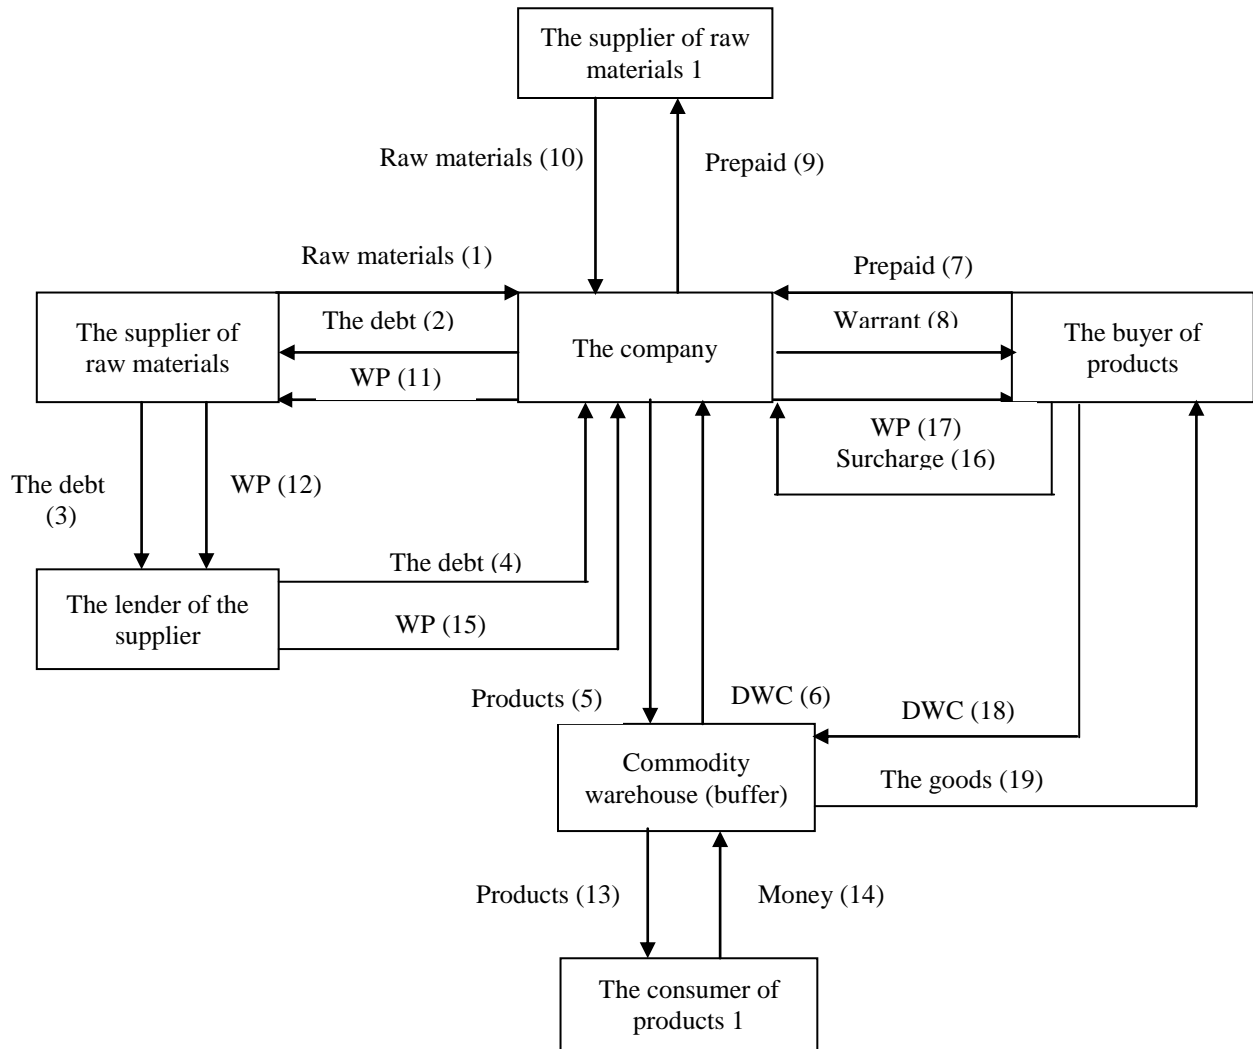 The supplier of raw
materials 1
Raw materials (10)
Prepaid (9)
Raw materials (1)
Prepaid (7)
The supplier of
raw materials
The debt (2)
WP (11)
The company
Warrant (8)
The buyer of
products
WP (17)
Surcharge (16)
The debt
(3)
WP (12)
The debt (4)
The lender of the
supplier
WP (15)
Products (5)
DWC (6)
DWC (18)
Commodity
warehouse (buffer)
The goods (19)
Products (13)
Money (14)
The consumer of
products 1